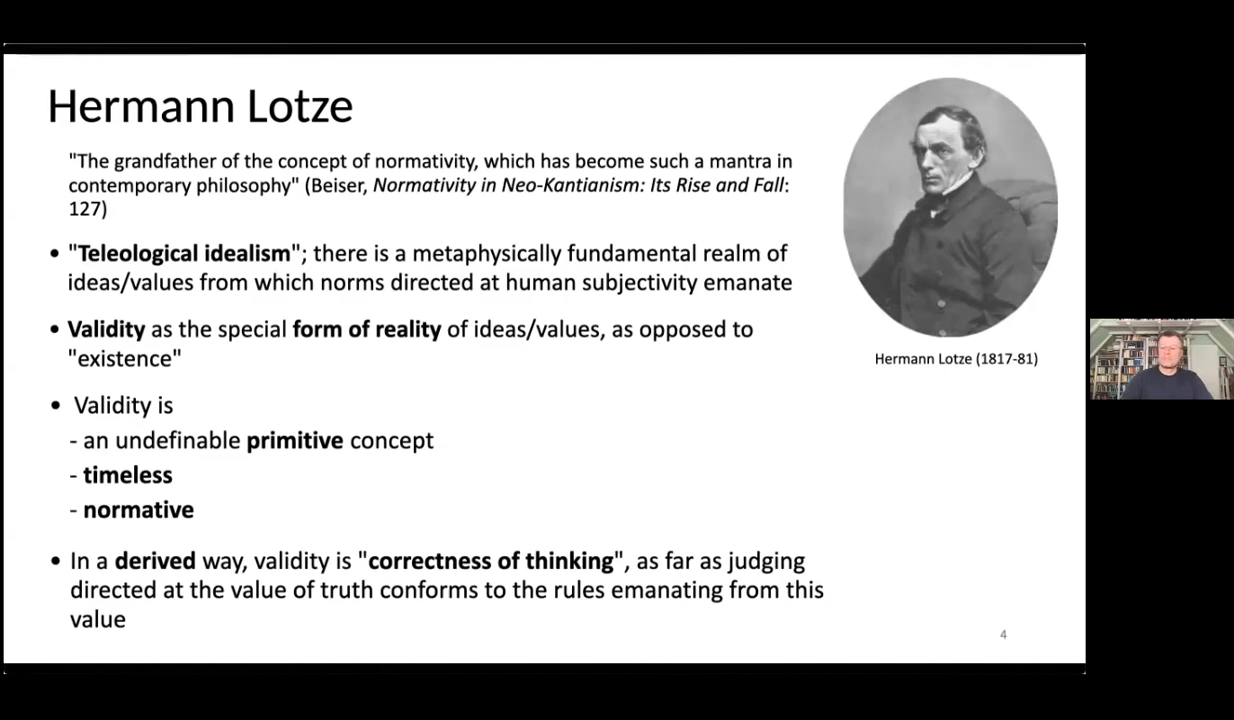 Hermann Lotze
"The grandfather of the concept of normativity, which has become such a mantra in
contemporary philosophy" (Beiser, Normativity in Neo-Kantianism: Its Rise and Fall:
127)
• "Teleological idealism"; there is a metaphysically fundamental realm of
ideas/values from which norms directed at human subjectivity emanate
• Validity as the special form of reality of ideas/values, as opposed to
"existence"
• Validity is
- an undefinable primitive concept
- timeless
- normative
• In a derived way, validity is "correctness of thinking", as far as judging
directed at the value of truth conforms to the rules emanating from this
value
Hermann Lotze (1817-81)
4